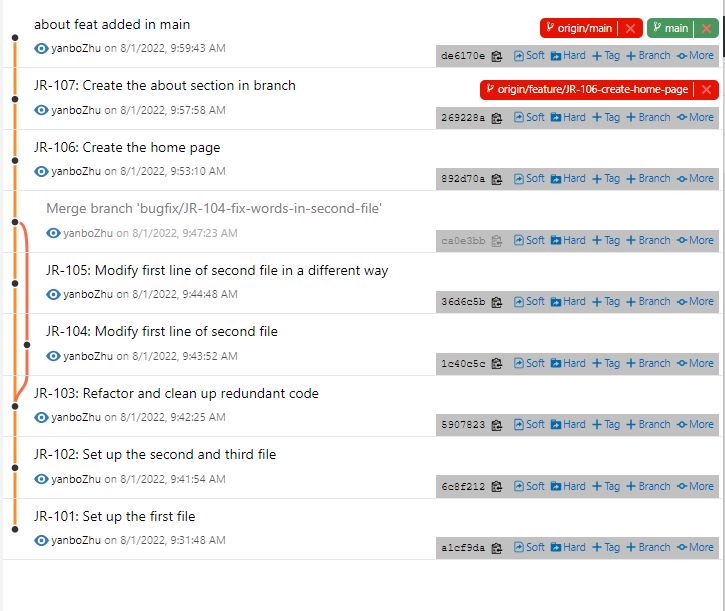 about feat added in main
origin/main
main
yanboZhu on 8/1/2022, 9:59:43 AM
de6170e Soft Hard Tag Branch More
JR-107: Create the about section in branch
origin/feature/JR-106-create-home-page
yanboZhu on 8/1/2022, 9:57:58 AM
269228a Soft Hard Tag Branch More
JR-106: Create the home page
yanboZhu on 8/1/2022, 9:53:10 AM
892d70a Soft Hard Tag Branch More
Merge branch 'bugfix/JR-104-fix-words-in-second-file'
yanboZhu on 8/1/2022, 9:47:23 AM
ca0e3bb Soft Hard Tag Branch More
JR-105: Modify first line of second file in a different way
yanboZhu on 8/1/2022, 9:44:48 AM
36d6c5b Soft Hard Tag Branch More
JR-104: Modify first line of second file
yanboZhu on 8/1/2022, 9:43:52 AM
1c40c5c Soft Hard Tag Branch More
JR-103: Refactor and clean up redundant code
yanboZhu on 8/1/2022, 9:42:25 AM
5907823 Soft Hard Tag Branch More
JR-102: Set up the second and third file
yanboZhu on 8/1/2022, 9:41:54 AM
6c8f212 Soft Hard Tag Branch More
JR-101: Set up the first file
yanboZhu on 8/1/2022, 9:31:48 AM
a1cf9da Soft Hard Tag Branch More